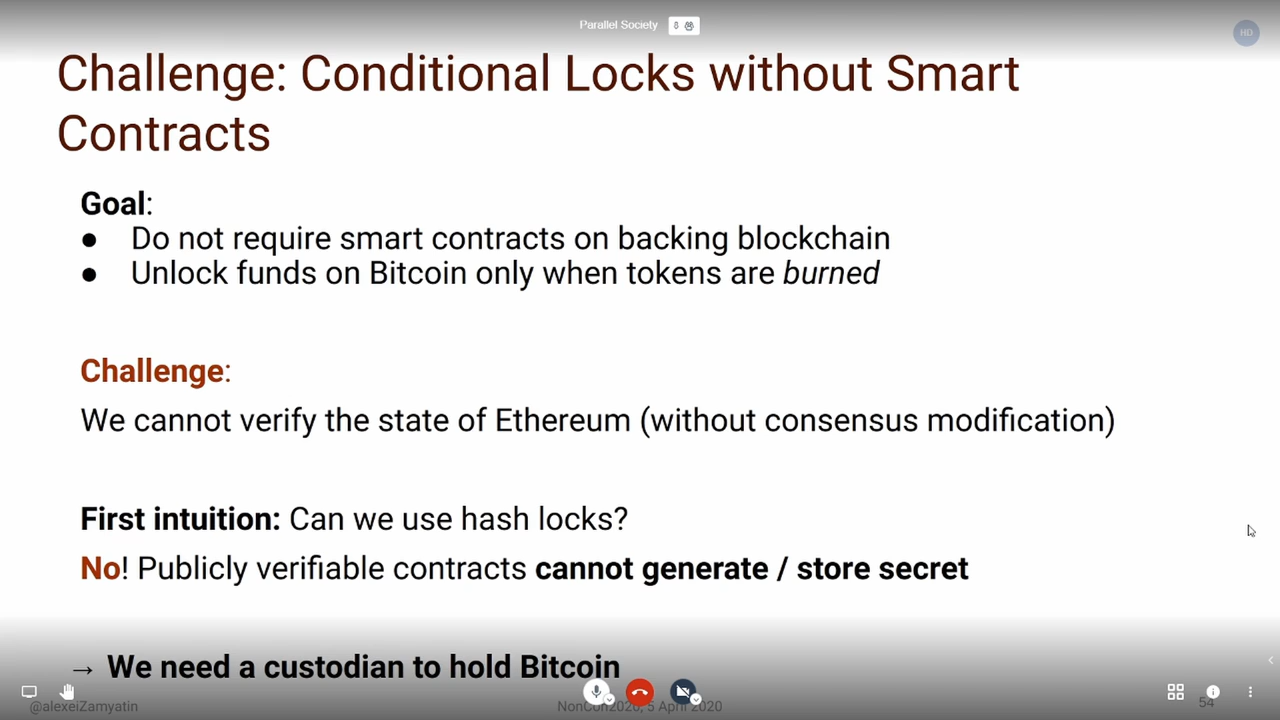 Parallel Society 8
HD
Challenge: Conditional Locks without Smart
Contracts
Goal:
● Do not require smart contracts on backing blockchain
● Unlock funds on Bitcoin only when tokens are burned
Challenge:
We cannot verify the state of Ethereum (without consensus modification)
First intuition: Can we use hash locks?
No! Publicly verifiable contracts cannot generate / store secret
→ We need a custodian to hold Bitcoin
@alexeiZamyatin NonCon2020, 5 April 2020 54